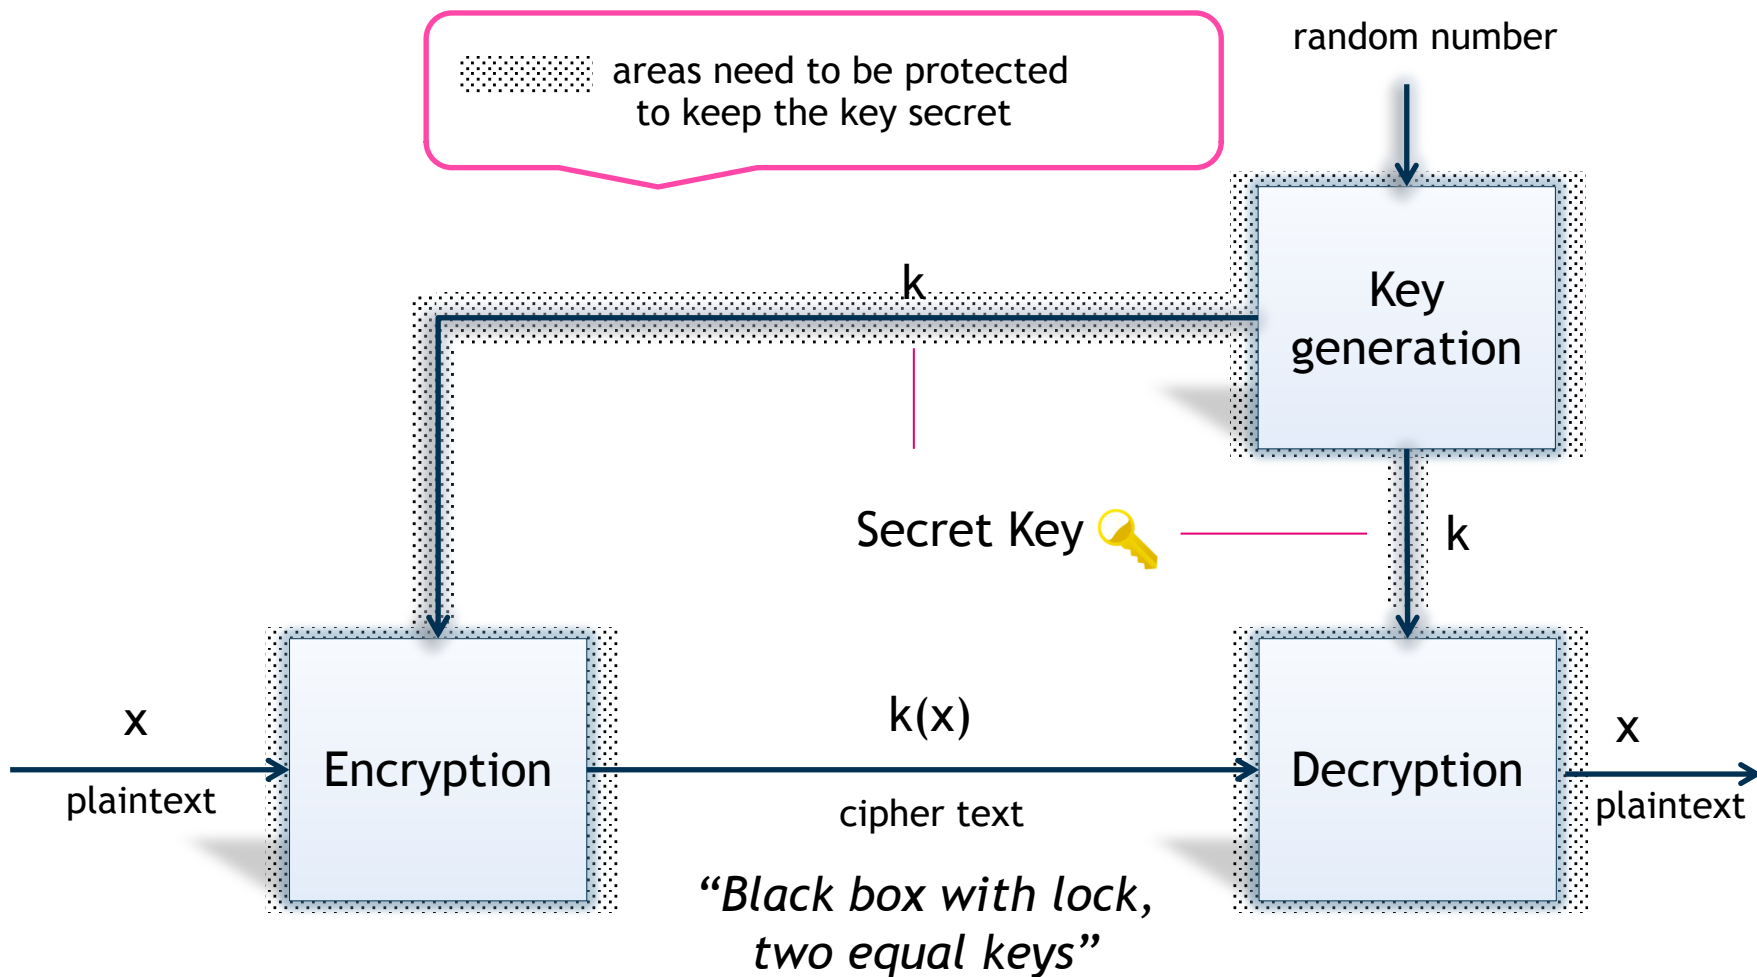 random number
areas need to be protected
to keep the key secret
k
Key
generation
Secret Key
k
x
k(x)
x
Encryption
Decryption
plaintext
cipher text
plaintext
“Black box with lock,
two equal keys”